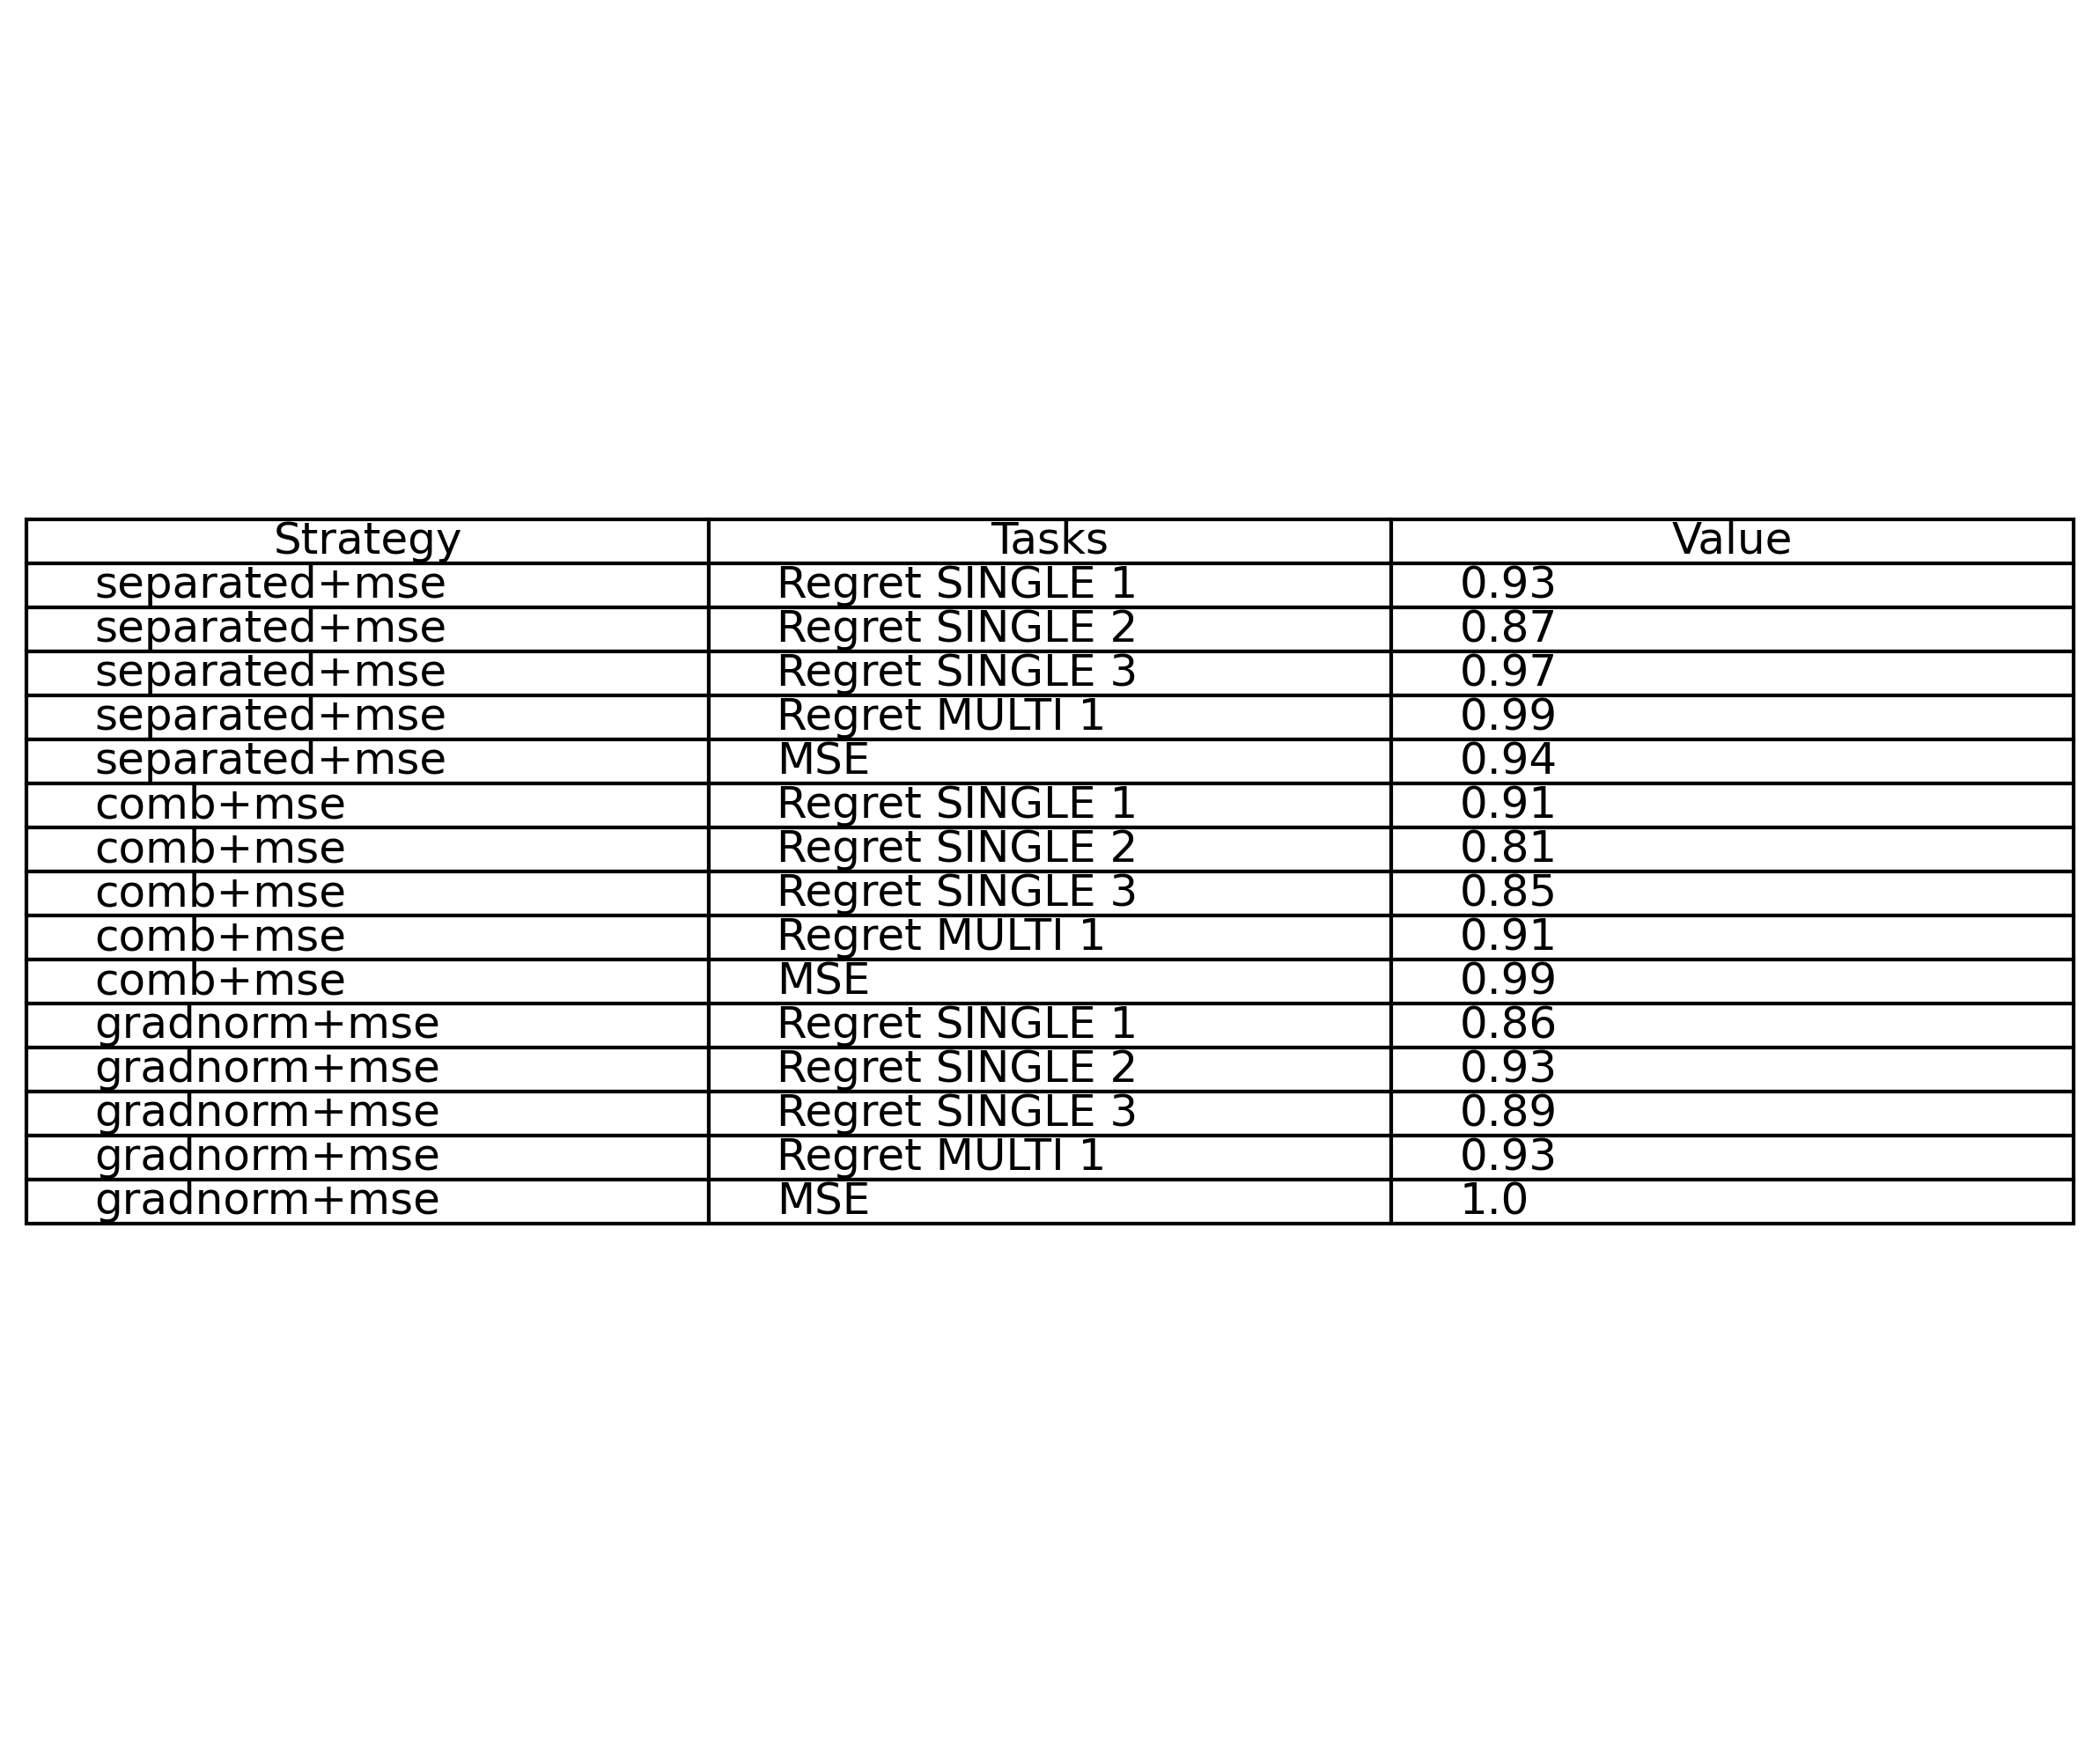 Strategy Tasks Value
separated+mse Regret SINGLE 1 0.93
separated+mse Regret SINGLE 2 0.87
separated+mse Regret SINGLE 3 0.97
separated+mse Regret MULTI 1 0.99
separated+mse MSE 0.94
comb+mse Regret SINGLE 1 0.91
comb+mse Regret SINGLE 2 0.81
comb+mse Regret SINGLE 3 0.85
comb+mse Regret MULTI 1 0.91
comb+mse MSE 0.99
gradnorm+mse Regret SINGLE 1 0.86
gradnorm+mse Regret SINGLE 2 0.93
gradnorm+mse Regret SINGLE 3 0.89
gradnorm+mse Regret MULTI 1 0.93
gradnorm+mse MSE 1.0